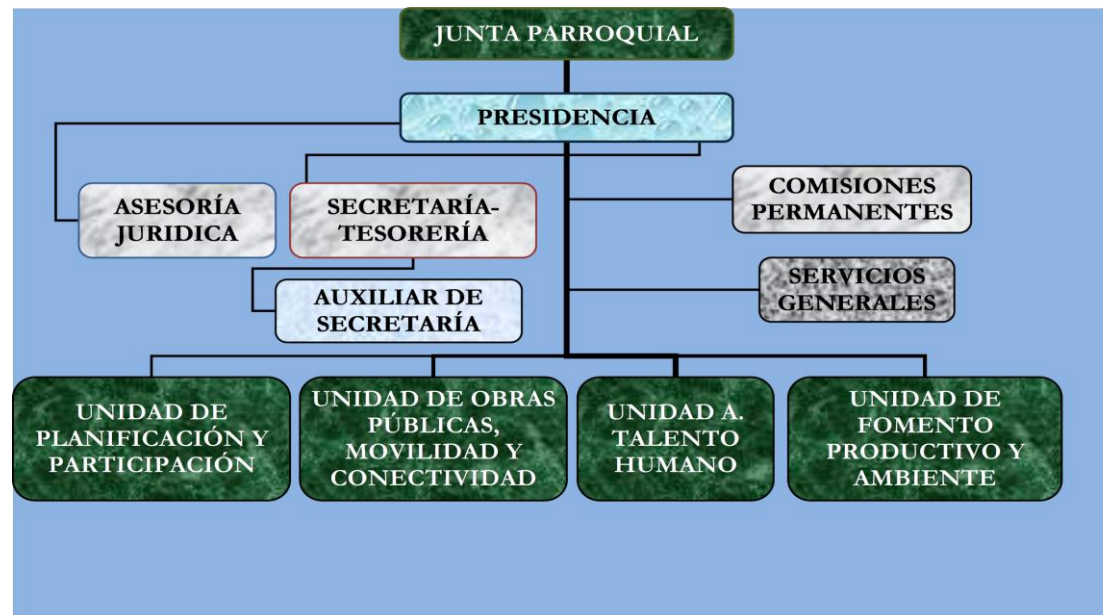 JUNTA PARROQUIAL
PRESIDENCIA
ASESORÍA
JURIDICA
SECRETARÍA-
TESORERÍA
COMISIONES
PERMANENTES
AUXILIAR DE
SECRETARÍA
SERVICIOS
GENERALES
UNIDAD DE
PLANIFICACIÓN Y
PARTICIPACIÓN
UNIDAD DE OBRAS
PÚBLICAS,
MOVILIDAD Y
CONECTIVIDAD
UNIDAD A.
TALENTO
HUMANO
UNIDAD DE
FOMENTO
PRODUCTIVO Y
AMBIENTE